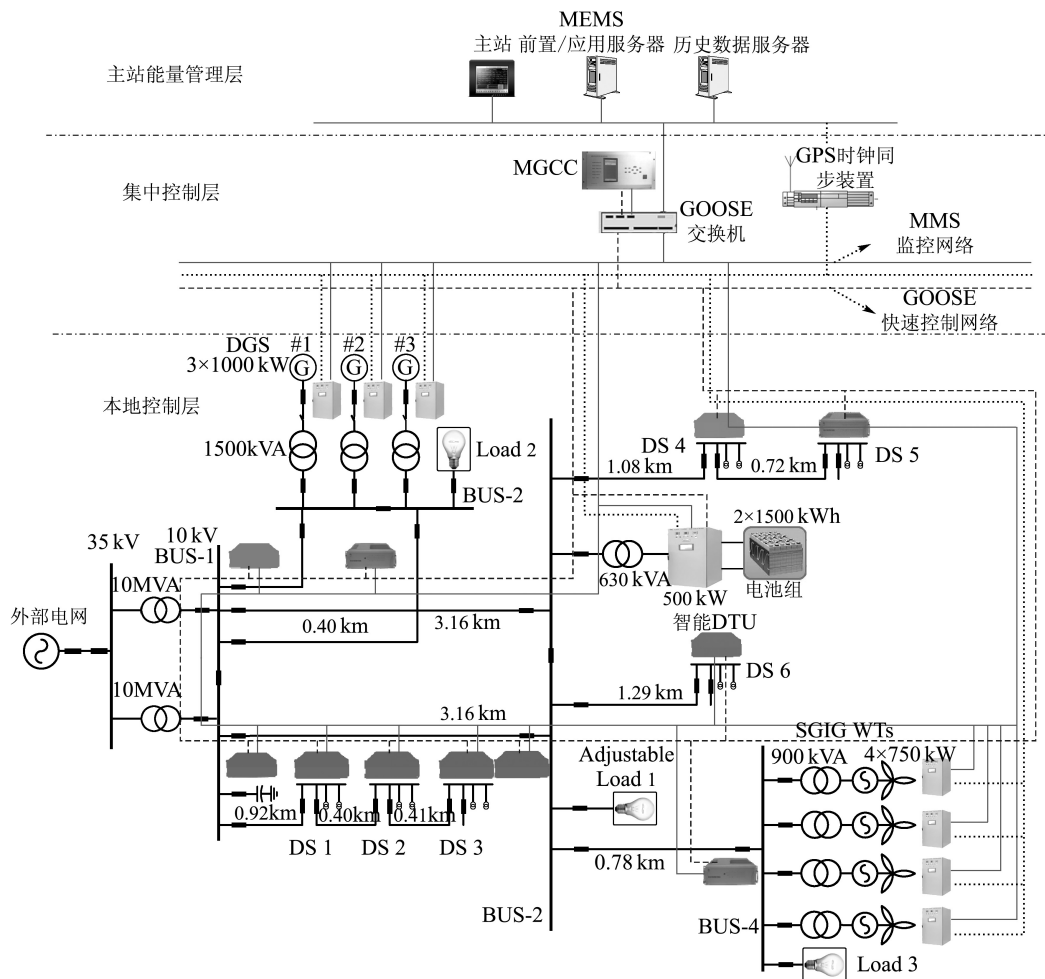 MEMS
主站 前置/应用服务器 历史数据服务器
主站能量管理层
GPS时钟同
步装置
MGCC
集中控制层
GOOSE
交换机
MMS
监控网络
GOOSE
快速控制网络
DGS #1 #2 #3
3×1000 kW G G G
本地控制层
1500kVA
Load 2
BUS-2
DS 4
DS 5
1.08 km
0.72 km
2×1500 kWh
35 kV
10 kV
BUS-1
630 kVA
电池组
500 kW
10MVA
外部电网
0.40 km
3.16 km
智能DTU
DS 6
1.29 km
10MVA
3.16 km
SGIG WTs
900 kVA 4×750 kW
Adjustable
Load 1
0.92km
0.40km
0.41km
DS 1 DS 2 DS 3
0.78 km
BUS-2
BUS-4
Load 3